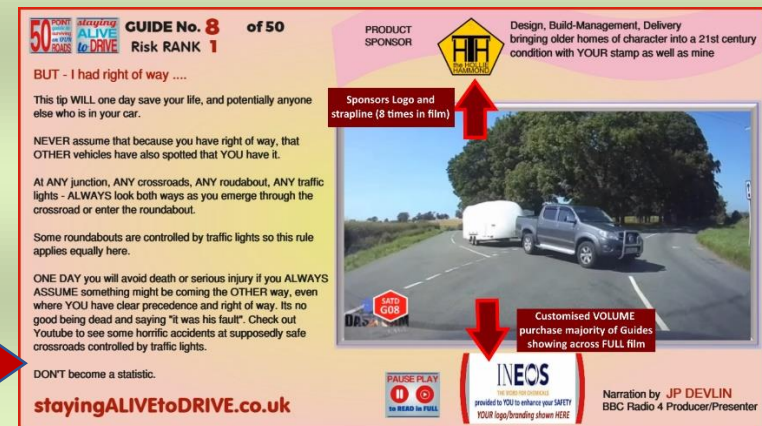 50 POINT
guide to
surviving
on OUR
ROADS
staying
ALIVE
to DRIVE
GUIDE No. 8 of 50
Risk RANK 1
BUT - I had right of way ....
This tip WILL one day save your life, and potentially anyone
else who is in your car.
NEVER assume that because you have right of way, that
OTHER vehicles have also spotted that YOU have it.
At ANY junction, ANY crossroads, ANY roudabout, ANY traffic
lights - ALWAYS look both ways as you emerge through the
crossroad or enter the roundabout.
Some roundabouts are controlled by traffic lights so this rule
applies equally here.
ONE DAY you will avoid death or serious injury if you ALWAYS
ASSUME something might be coming the OTHER way, even
where YOU have clear precedence and right of way. Its no
good being dead and saying "it was his fault". Check out
Youtube to see some horrific accidents at supposedly safe
crossroads controlled by traffic lights.
DON'T become a statistic.
stayingALIVEtoDRIVE.co.uk
PRODUCT
SPONSOR
HH
the HOLLIE
HAMMOND
Design, Build-Management, Delivery
bringing older homes of character into a 21st century
condition with YOUR stamp as well as mine
Sponsors Logo and
strapline (8 times in film)
SATD
G08
Customised VOLUME
purchase majority of Guides
showing across FULL film
PAUSE PLAY
to READ in FULL
INEOS
THE WORD FOR CHEMICALS
provided to YOU to enhance your SAFETY
YOUR logo/branding shown HERE
Narration by JP DEVLIN
BBC Radio 4 Producer/Presenter